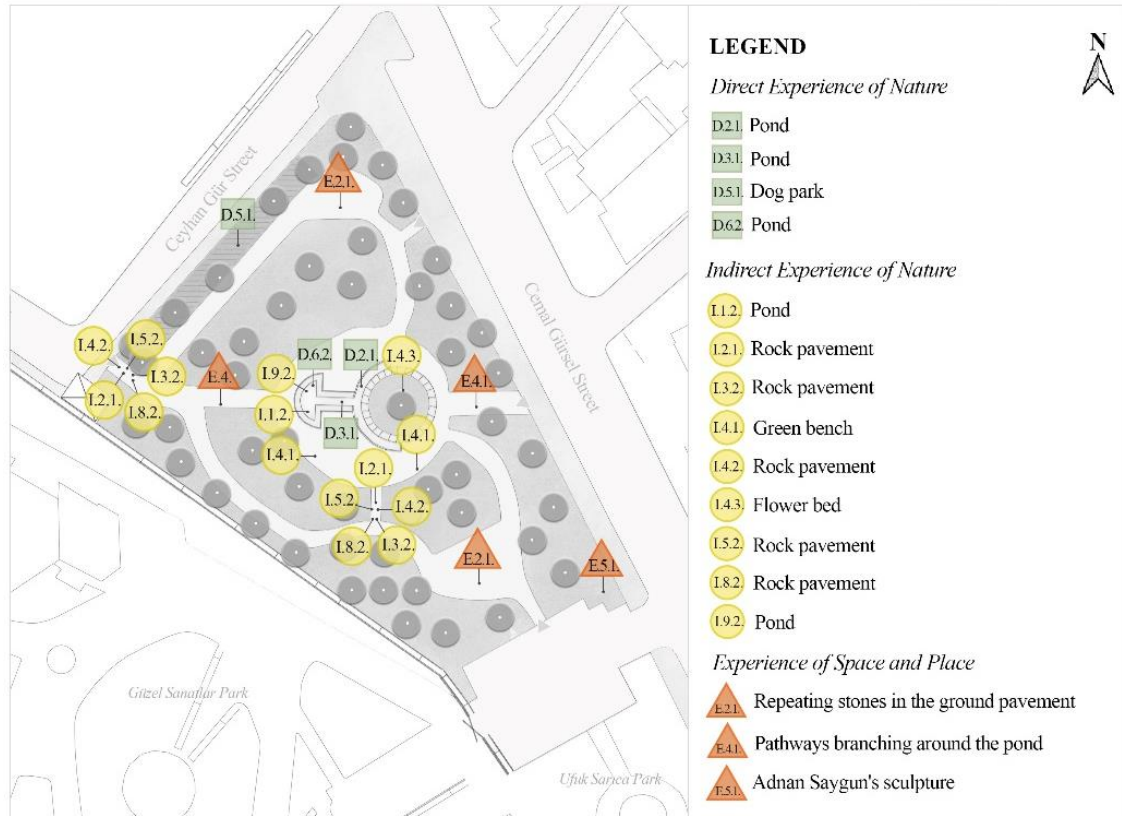 LEGEND
N
Direct Experience of Nature
D.2.1. Pond
D.3.1. Pond
D.5.1. Dog park
D.6.2. Pond
Indirect Experience of Nature
I.1.2. Pond
I.2.1. Rock pavement
I.3.2. Rock pavement
I.4.1. Green bench
I.4.2. Rock pavement
I.4.3. Flower bed
I.5.2. Rock pavement
I.8.2. Rock pavement
I.9.2. Pond
Experience of Space and Place
E.2.1. Repeating stones in the ground pavement
E.4.1. Pathways branching around the pond
E.5.1. Adnan Saygun's sculpture
Ceyhan Gür Street
Cemal Gürsel Street
E.2.1.
D.5.1.
I.4.2.
I.5.2.
I.3.2.
I.2.1.
I.8.2.
E.4.
D.6.2.
D.2.1.
I.4.3.
I.9.2.
E.4.1.
I.1.2.
D.3.1.
I.4.1.
I.4.1.
I.2.1.
I.5.2.
I.4.2.
I.8.2.
I.3.2.
E.2.1.
E.5.1.
Güzel Sanatlar Park
Ufuk Sarıca Park